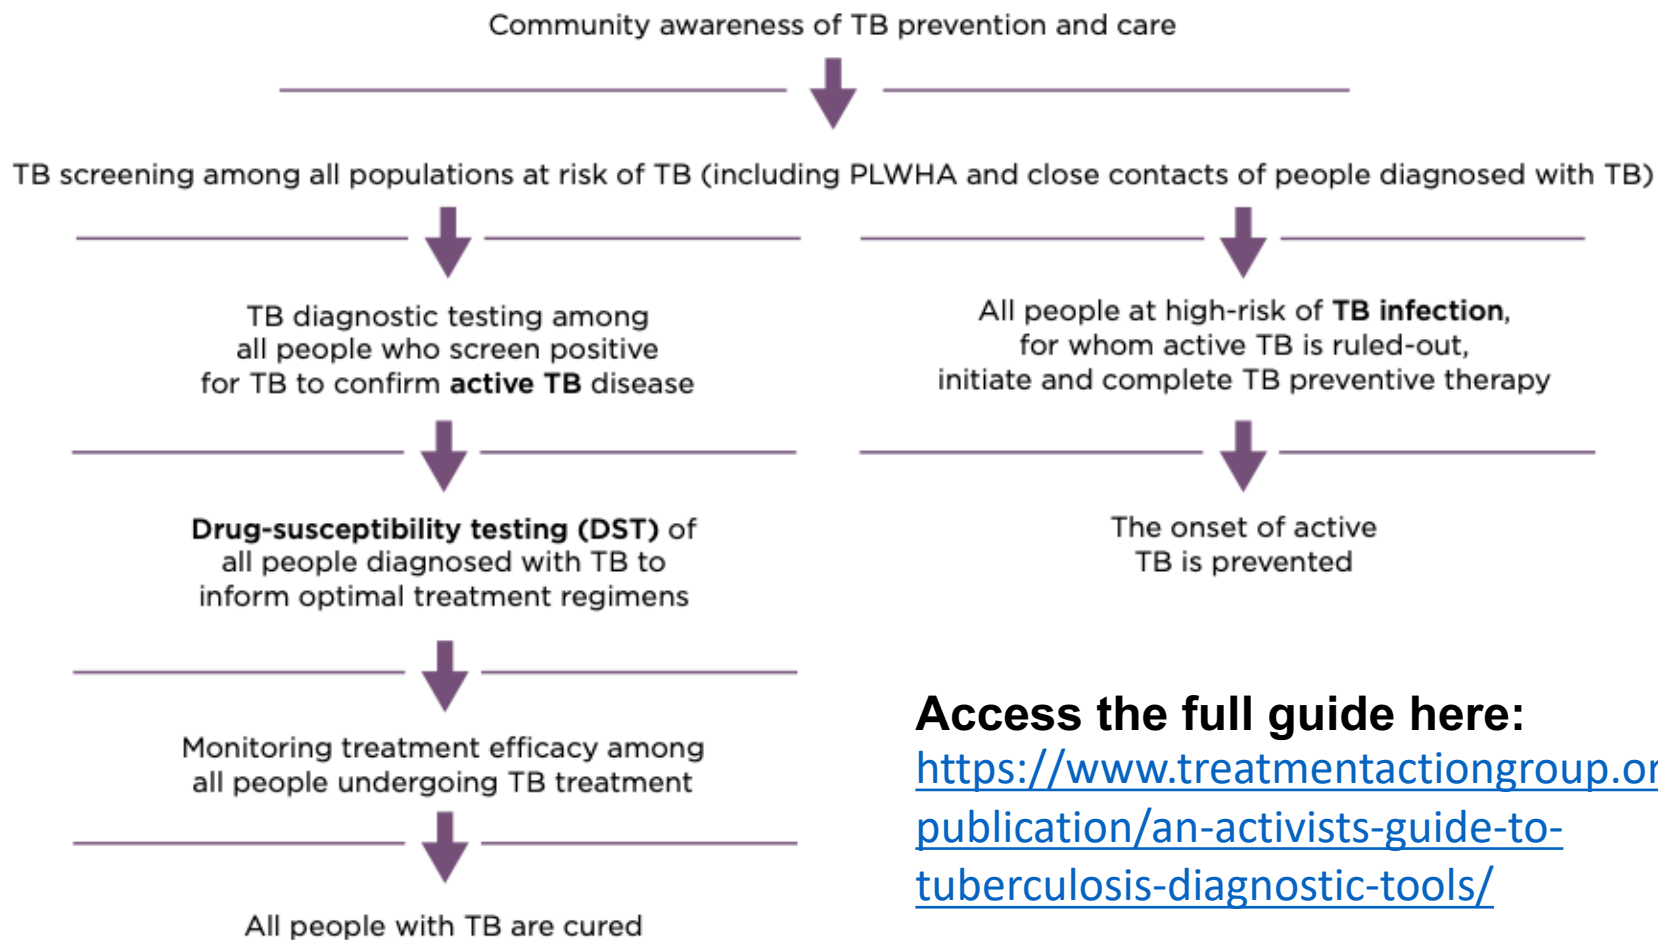 Community awareness of TB prevention and care
TB screening among all populations at risk of TB (including PLWHA and close contacts of people diagnosed with TB)
TB diagnostic testing among
all people who screen positive
for TB to confirm active TB disease
Drug-susceptibility testing (DST) of
all people diagnosed with TB to
inform optimal treatment regimens
Monitoring treatment efficacy among
all people undergoing TB treatment
All people with TB are cured
All people at high-risk of TB infection,
for whom active TB is ruled-out,
initiate and complete TB preventive therapy
The onset of active
TB is prevented
Access the full guide here:
https://www.treatmentactiongroup.or
publication/an-activists-guide-to-
tuberculosis-diagnostic-tools/